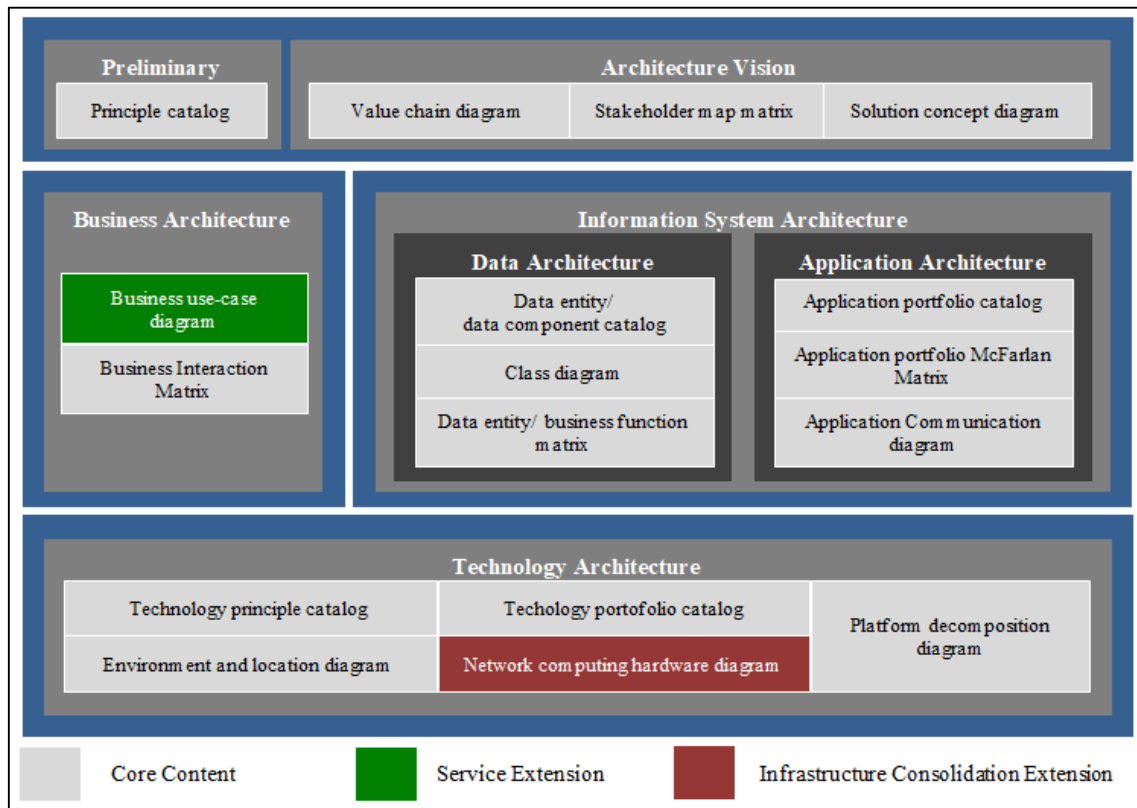 Preliminary
Principle catalog
Architecture Vision
Value chain diagram
Stakeholder map matrix
Solution concept diagram
Business Architecture
Business use-case
diagram
Business Interaction
Matrix
Information System Architecture
Data Architecture
Data entity/
data component catalog
Class diagram
Data entity/ business function
matrix
Application Architecture
Application portfolio catalog
Application portfolio McFarlan
Matrix
Application Communication
diagram
Technology Architecture
Technology principle catalog
Techology portofolio catalog
Platform decomposition
diagram
Environment and location diagram
Network computing hardware diagram
Core Content
Service Extension
Infrastructure Consolidation Extension